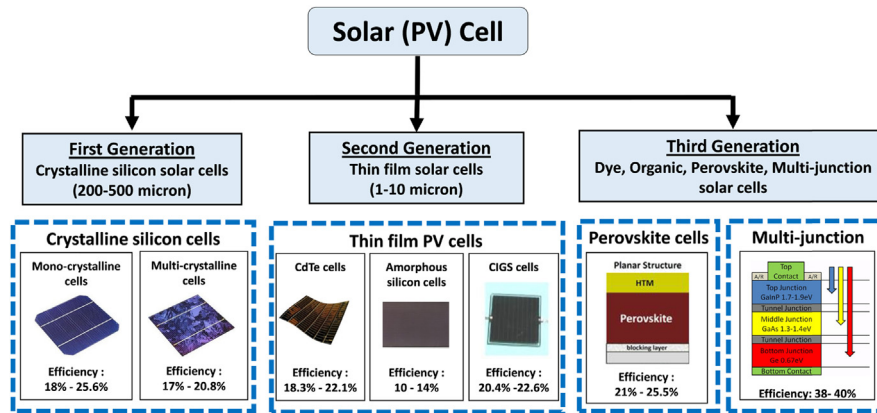 Solar (PV) Cell
First Generation
Crystalline silicon solar cells
(200-500 micron)
Second Generation
Thin film solar cells
(1-10 micron)
Third Generation
Dye, Organic, Perovskite, Multi-junction
solar cells
Crystalline silicon cells
Mono-crystalline
cells
Efficiency :
18% - 25.6%
Multi-crystalline
cells
Efficiency :
17% - 20.8%
Thin film PV cells
CdTe cells
Efficiency :
18.3% - 22.1%
Amorphous
silicon cells
Efficiency :
10 - 14%
CIGS cells
Efficiency :
20.4% -22.6%
Perovskite cells
Planar Structure
HTM
Perovskite
blocking layer
Efficiency :
21% - 25.5%
Multi-junction
Top
Contact
A/R
A/R
Top Junction
GaInP 1.7-1.9eV
Tunnel Junction
Middle Junction
GaAs 1.3-1.4eV
Tunnel Junction
Bottom Junction
Ge 0.67eV
Bottom Contact
Efficiency: 38- 40%